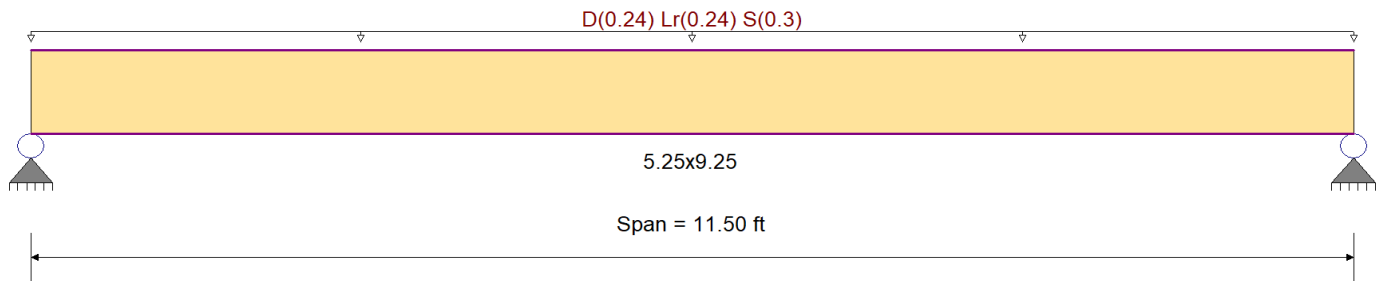 D(0.24) Lr(0.24) S(0.3)
5.25x9.25
Span = 11.50 ft